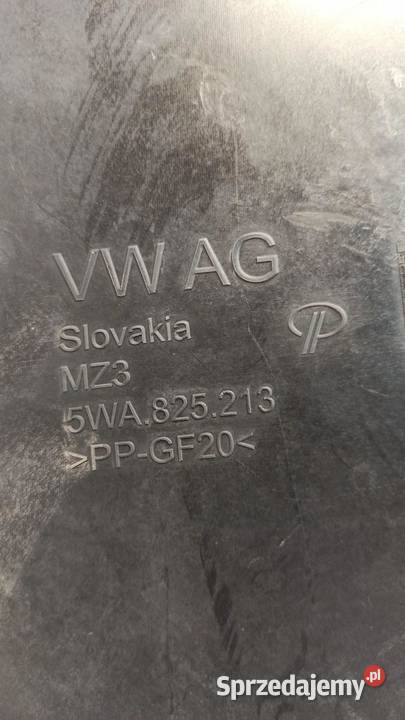 VW AG
Slovakia
MZ3
5WA.825.213
>PP-GF20<
Sprzedajemy.pl